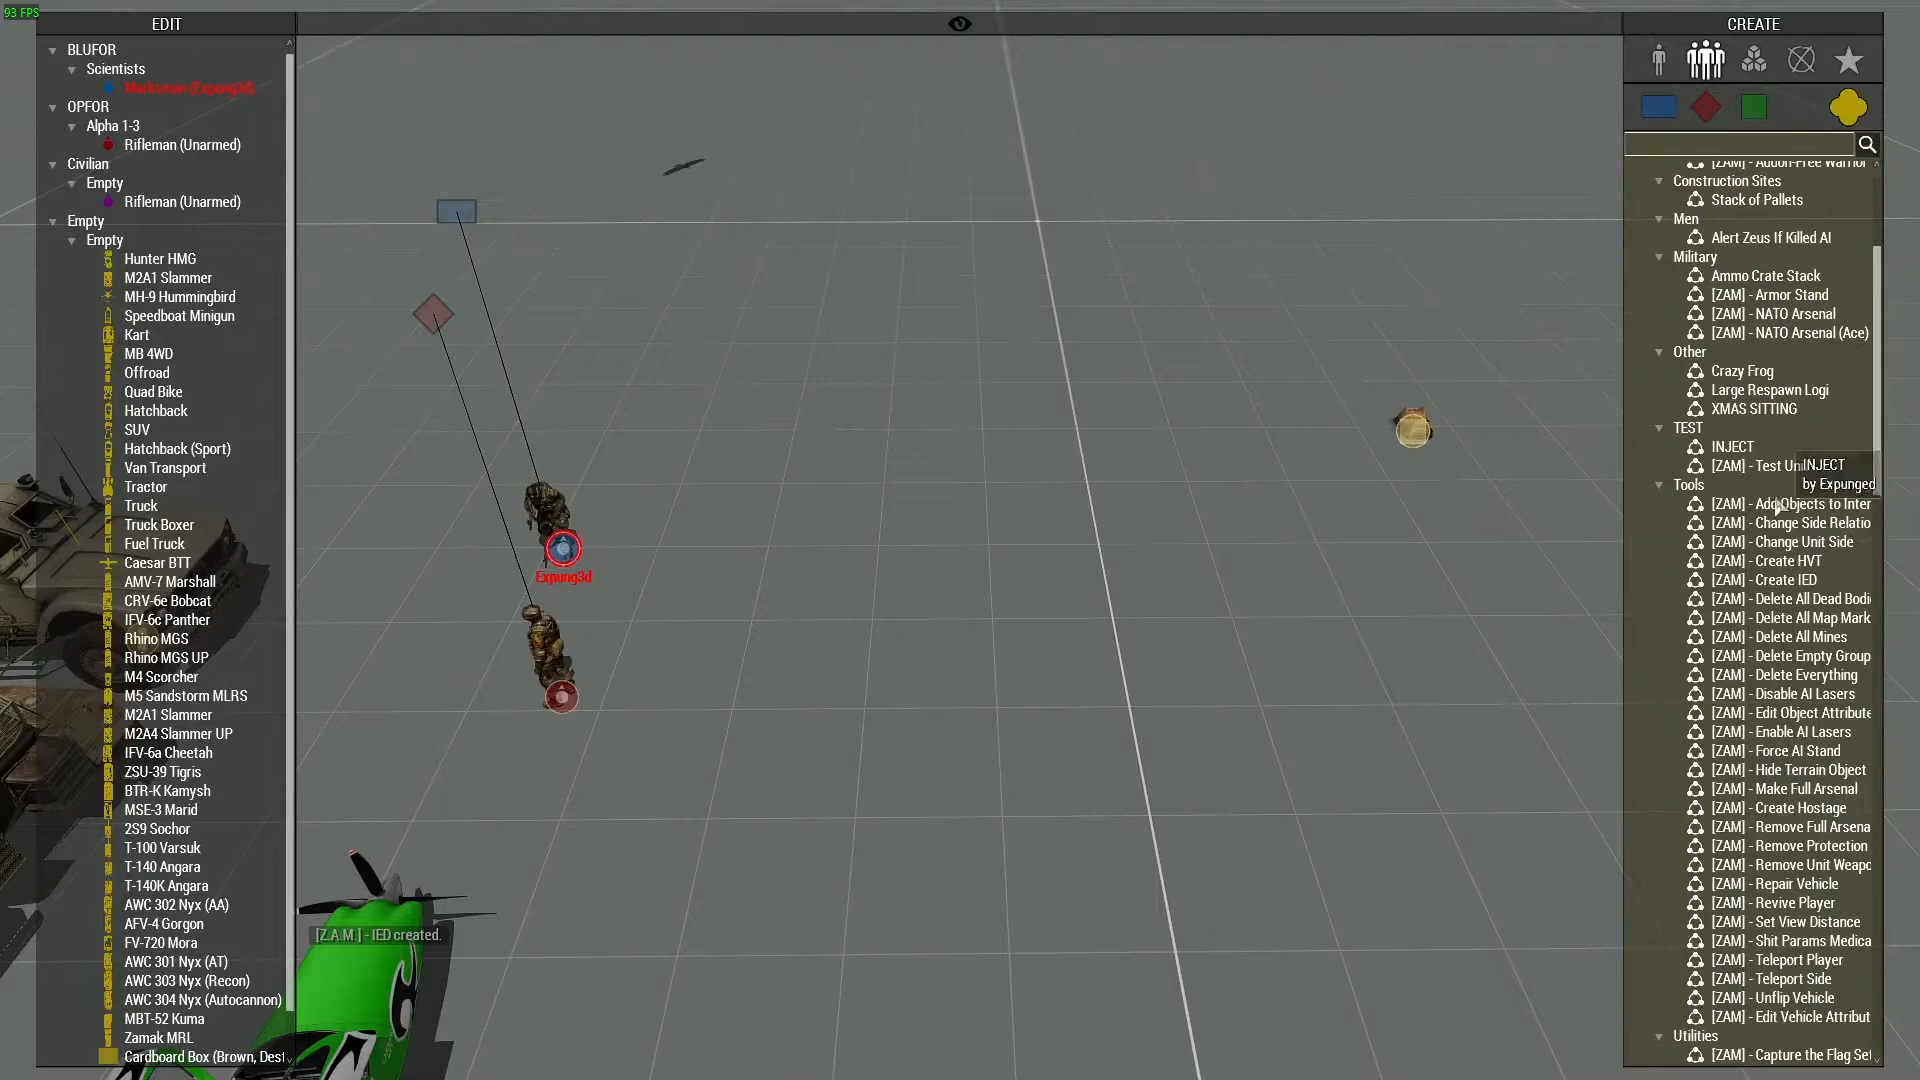 93 FPS
EDIT
BLUFOR
Scientists
Marksman (Expung3d)
OPFOR
Alpha 1-3
Rifleman (Unarmed)
Civilian
Empty
Rifleman (Unarmed)
Empty
Empty
Hunter HMG
M2A1 Slammer
MH-9 Hummingbird
Speedboat Minigun
Kart
MB 4WD
Offroad
Quad Bike
Hatchback
SUV
Hatchback (Sport)
Van Transport
Tractor
Truck
Truck Boxer
Fuel Truck
Caesar BTT
AMV-7 Marshall
CRV-6e Bobcat
IFV-6c Panther
Rhino MGS
Rhino MGS UP
M4 Scorcher
M5 Sandstorm MLRS
M2A1 Slammer
M2A4 Slammer UP
IFV-6a Cheetah
ZSU-39 Tigris
BTR-K Kamysh
MSE-3 Marid
2S9 Sochor
T-100 Varsuk
T-140 Angara
T-140K Angara
AWC 302 Nyx (AA)
AFV-4 Gorgon
FV-720 Mora
AWC 301 Nyx (AT)
AWC 303 Nyx (Recon)
AWC 304 Nyx (Autocannon)
MBT-52 Kuma
Zamak MRL
Cardboard Box (Brown, Dest
Expung3d
[Z.A.M.] - IED created.
CREATE
[ZAM] - Addon-Free Warrior
Construction Sites
Stack of Pallets
Men
Alert Zeus If Killed AI
Military
Ammo Crate Stack
[ZAM] - Armor Stand
[ZAM] - NATO Arsenal
[ZAM] - NATO Arsenal (Ace)
Other
Crazy Frog
Large Respawn Logi
XMAS SITTING
TEST
INJECT
[ZAM] - Test Un
INJECT
by Expunged
Tools
[ZAM] - Add Objects to Inter
[ZAM] - Change Side Relatio
[ZAM] - Change Unit Side
[ZAM] - Create HVT
[ZAM] - Create IED
[ZAM] - Delete All Dead Bodi
[ZAM] - Delete All Map Mark
[ZAM] - Delete All Mines
[ZAM] - Delete Empty Group
[ZAM] - Delete Everything
[ZAM] - Disable AI Lasers
[ZAM] - Edit Object Attribute
[ZAM] - Enable AI Lasers
[ZAM] - Force AI Stand
[ZAM] - Hide Terrain Object
[ZAM] - Make Full Arsenal
[ZAM] - Create Hostage
[ZAM] - Remove Full Arsena
[ZAM] - Remove Protection
[ZAM] - Remove Unit Weapo
[ZAM] - Repair Vehicle
[ZAM] - Revive Player
[ZAM] - Set View Distance
[ZAM] - Shit Params Medica
[ZAM] - Teleport Player
[ZAM] - Teleport Side
[ZAM] - Unflip Vehicle
[ZAM] - Edit Vehicle Attribut
Utilities
[ZAM] - Capture the Flag Set